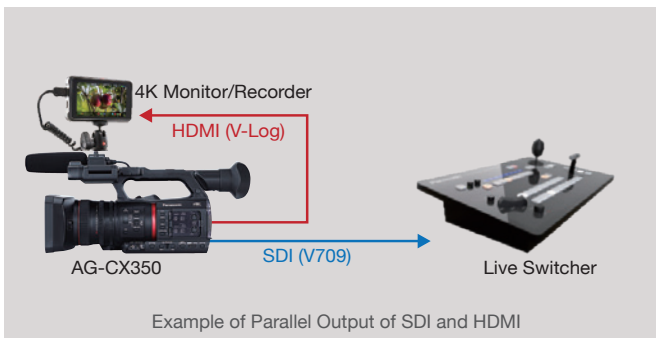 4K Monitor/Recorder
HDMI (V-Log)
SDI (V709)
AG-CX350
Live Switcher
Example of Parallel Output of SDI and HDMI